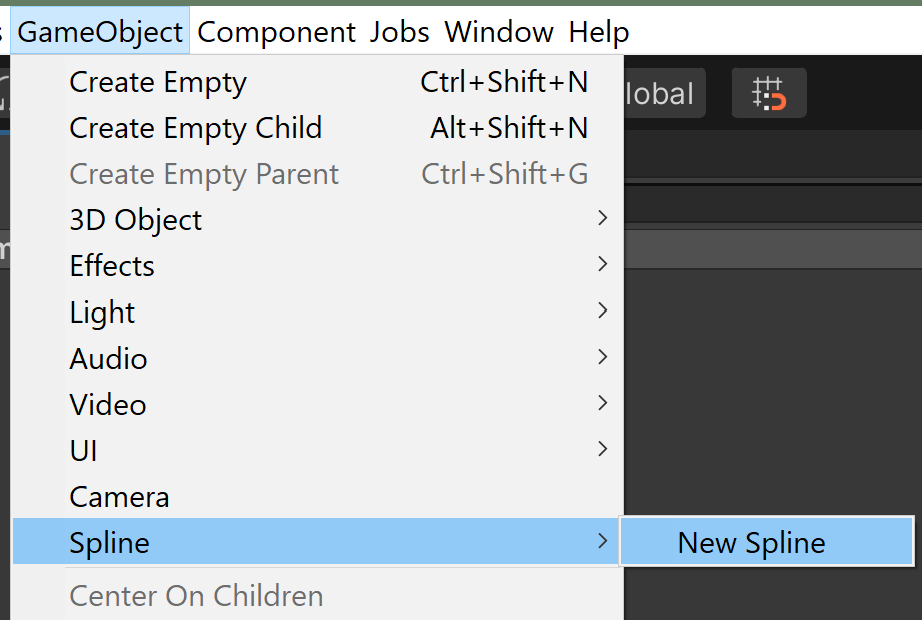 GameObject Component Jobs Window Help
Create Empty Ctrl+Shift+N
Create Empty Child Alt+Shift+N
Create Empty Parent Ctrl+Shift+G
lobal
3D Object
Effects
Light
Audio
Video
UI
Camera
Spline
New Spline
Center On Children